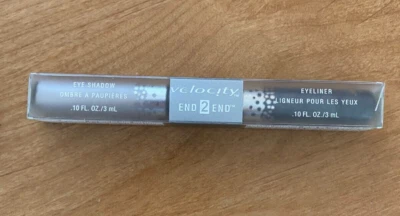 EYE SHADOW
OMBRE À PAUPIÈRES
.10 FL. OZ./3 mL
velocity
END 2 END™
EYELINER
LIGNEUR POUR LES YEUX
.10 FL. OZ./3 mL